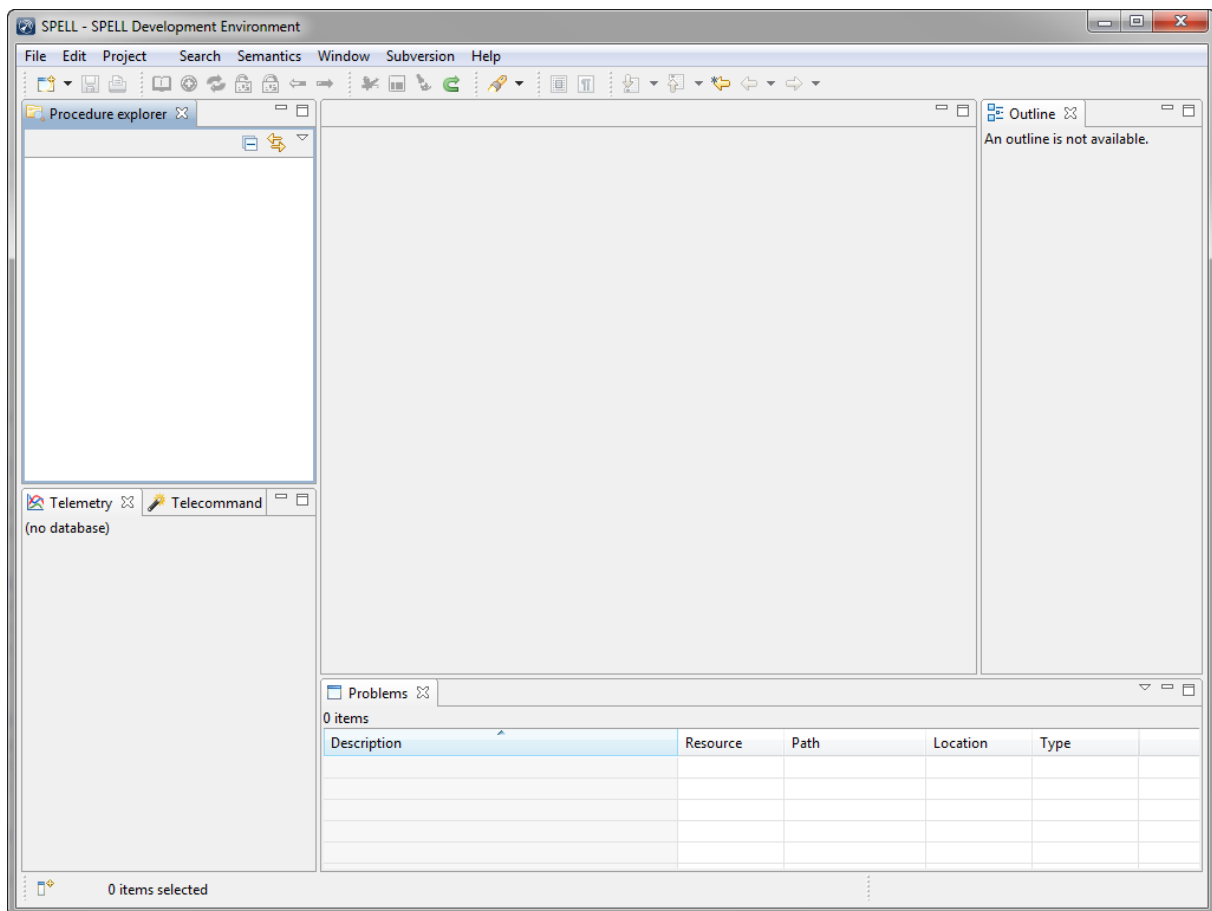 SPELL - SPELL Development Environment
File Edit Project Search Semantics Window Subversion Help
Procedure explorer
Outline
An outline is not available.
Telemetry Telecommand
(no database)
Problems
0 items
Description Resource Path Location Type
0 items selected